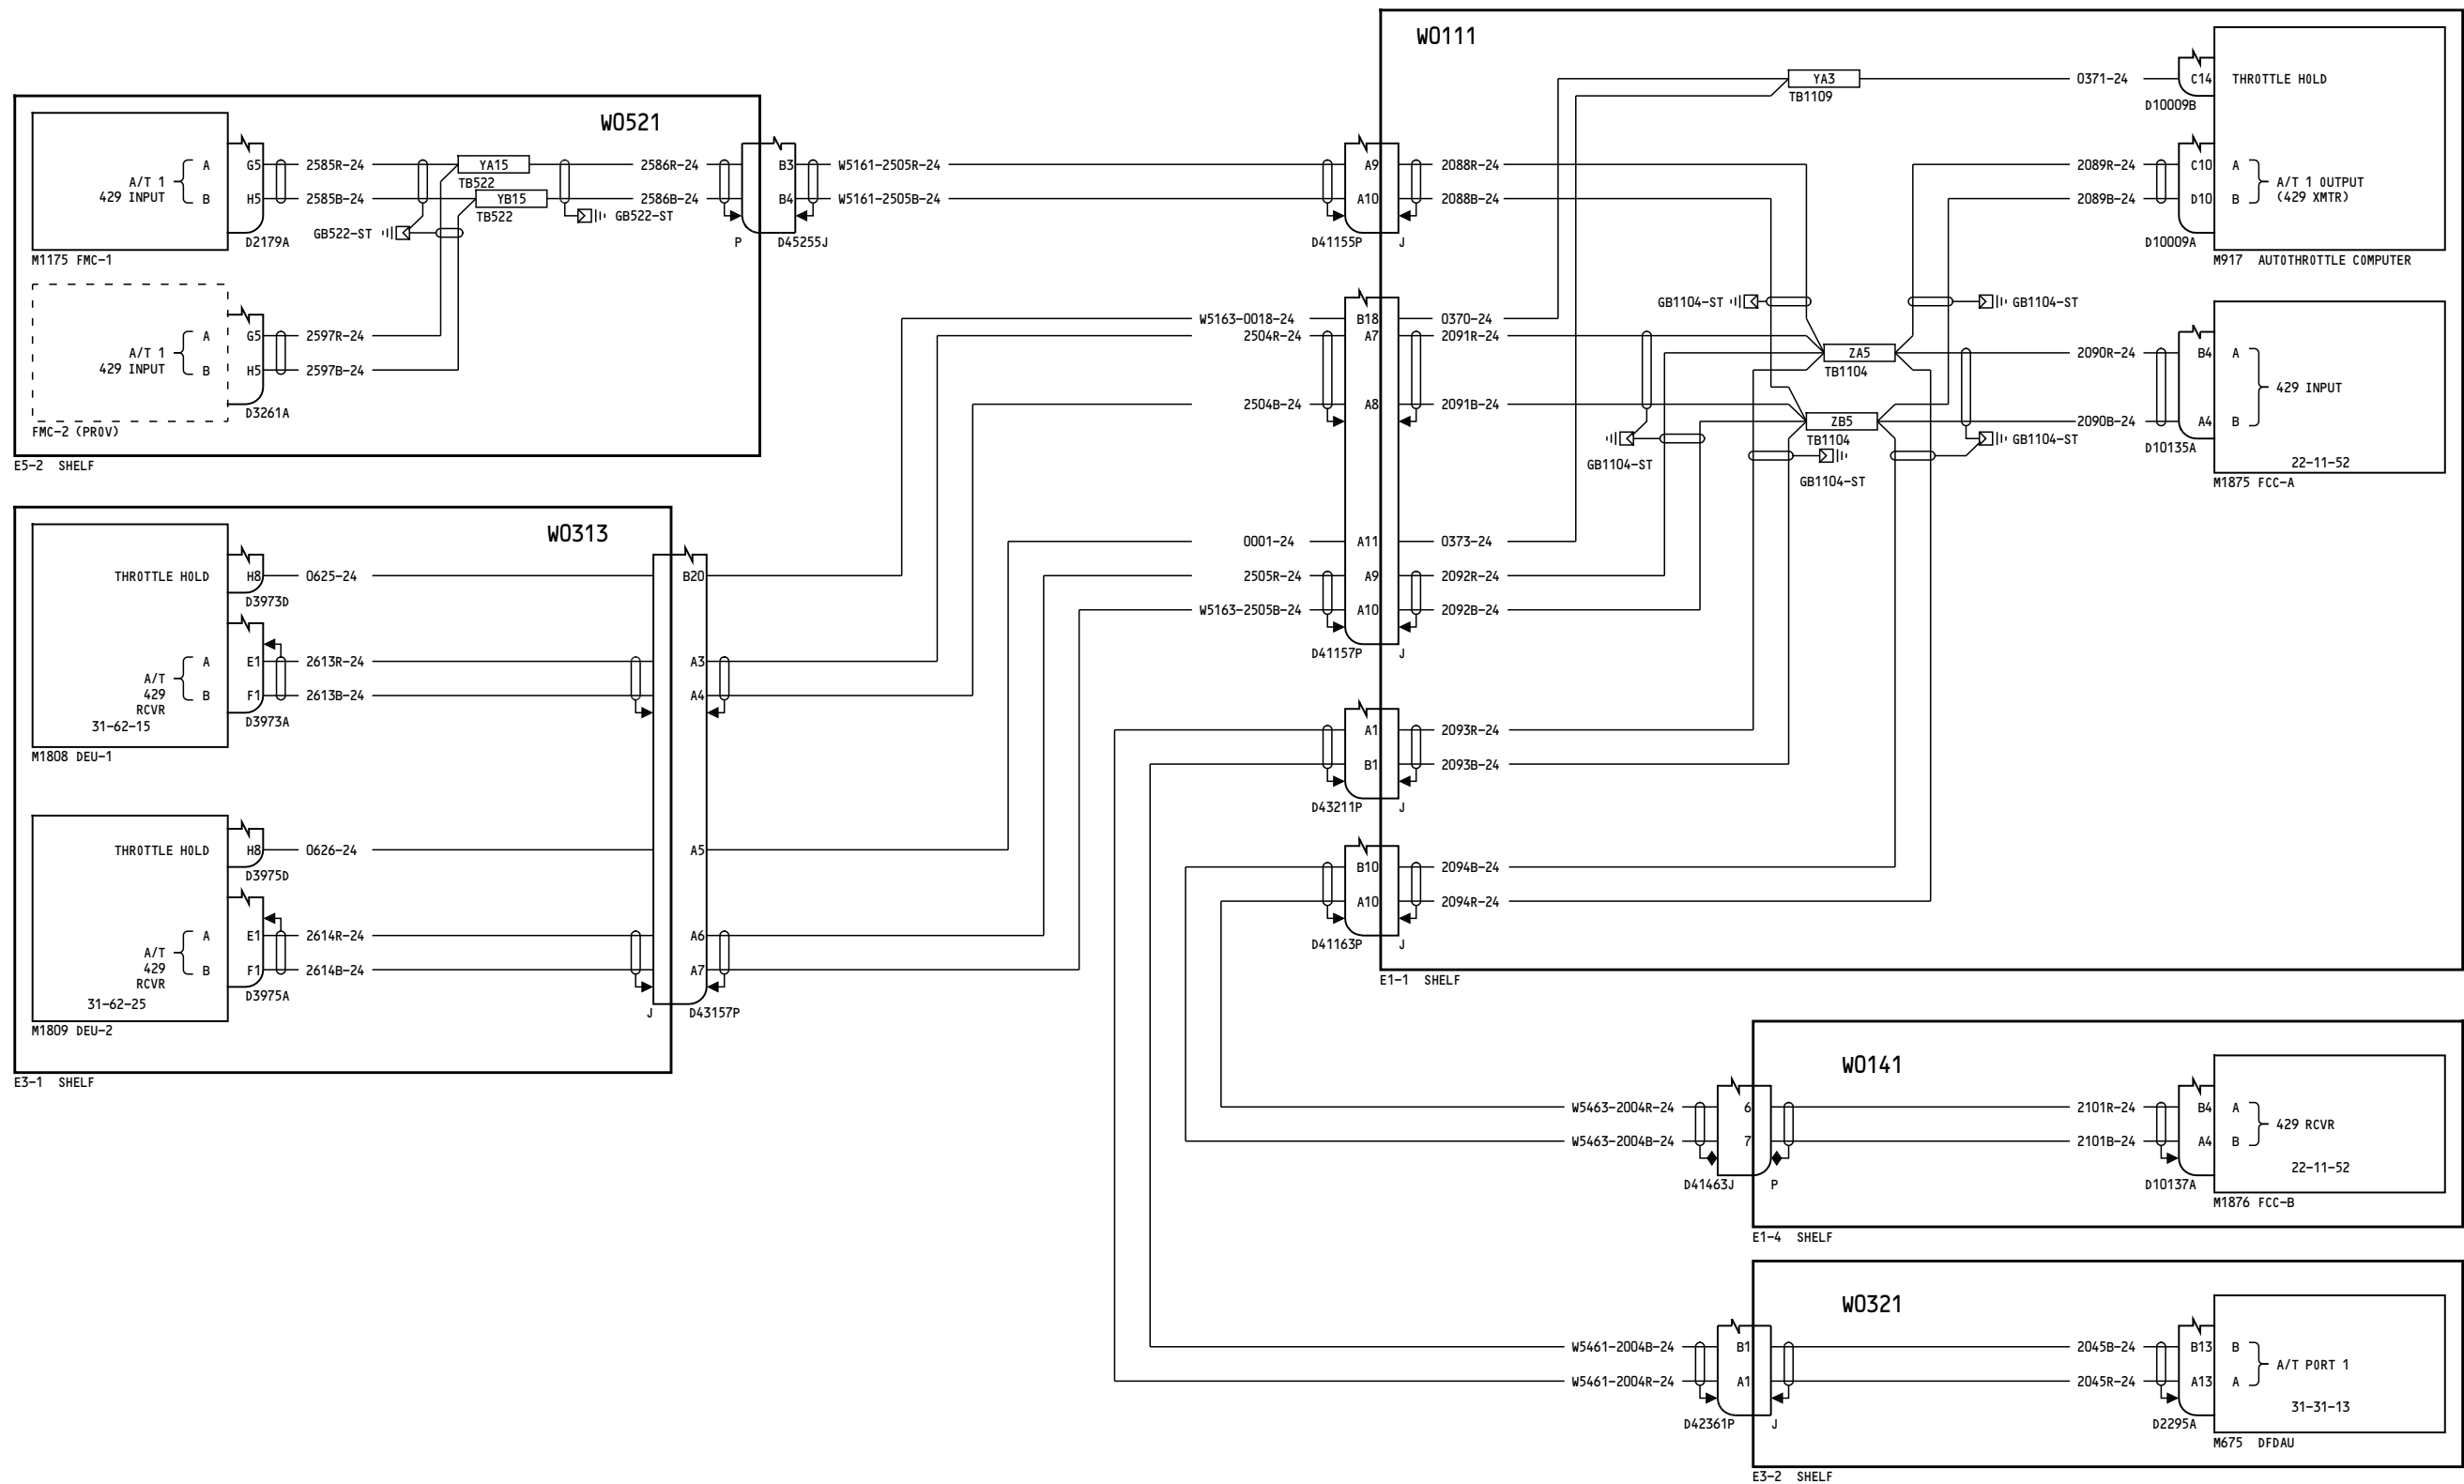 W0521
A/T 1
429 INPUT
A
B
G5
H5
2585R-24
2585B-24
YA15
TB522
YB15
TB522
2586R-24
2586B-24
GB522-ST
GB522-ST
D2179A
M1175 FMC-1
A/T 1
429 INPUT
A
B
G5
H5
2597R-24
2597B-24
D3261A
FMC-2 (PROV)
E5-2 SHELF
B3
B4
P
D45255J
W5161-2505R-24
W5161-2505B-24
W0313
THROTTLE HOLD
H8
0625-24
D3973D
A/T
429
RCVR
A
B
E1
F1
2613R-24
2613B-24
31-62-15
D3973A
M1808 DEU-1
THROTTLE HOLD
H8
0626-24
D3975D
A/T
429
RCVR
A
B
E1
F1
2614R-24
2614B-24
31-62-25
D3975A
M1809 DEU-2
E3-1 SHELF
B20
A3
A4
A5
A6
A7
J
D43157P
W0111
A9
A10
D41155P
J
2088R-24
2088B-24
W5163-0018-24
2504R-24
2504B-24
0001-24
2505R-24
W5163-2505B-24
B18
A7
A8
A11
A9
A10
D41157P
J
0370-24
2091R-24
2091B-24
0373-24
2092R-24
2092B-24
A1
B1
D43211P
J
2093R-24
2093B-24
B10
A10
D41163P
J
2094B-24
2094R-24
E1-1 SHELF
YA3
TB1109
0371-24
C14
THROTTLE HOLD
D10009B
2089R-24
2089B-24
C10
D10
A
B
A/T 1 OUTPUT
(429 XMTR)
D10009A
M917 AUTOTHROTTLE COMPUTER
GB1104-ST
GB1104-ST
ZA5
TB1104
ZB5
TB1104
GB1104-ST
GB1104-ST
GB1104-ST
2090R-24
2090B-24
B4
A4
A
B
429 INPUT
D10135A
22-11-52
M1875 FCC-A
W0141
W5463-2004R-24
W5463-2004B-24
6
7
D41463J
P
2101R-24
2101B-24
B4
A4
A
B
429 RCVR
22-11-52
D10137A
M1876 FCC-B
E1-4 SHELF
W0321
W5461-2004B-24
W5461-2004R-24
B1
A1
D42361P
J
2045B-24
2045R-24
B13
A13
B
A
A/T PORT 1
31-31-13
D2295A
M675 DFDAU
E3-2 SHELF